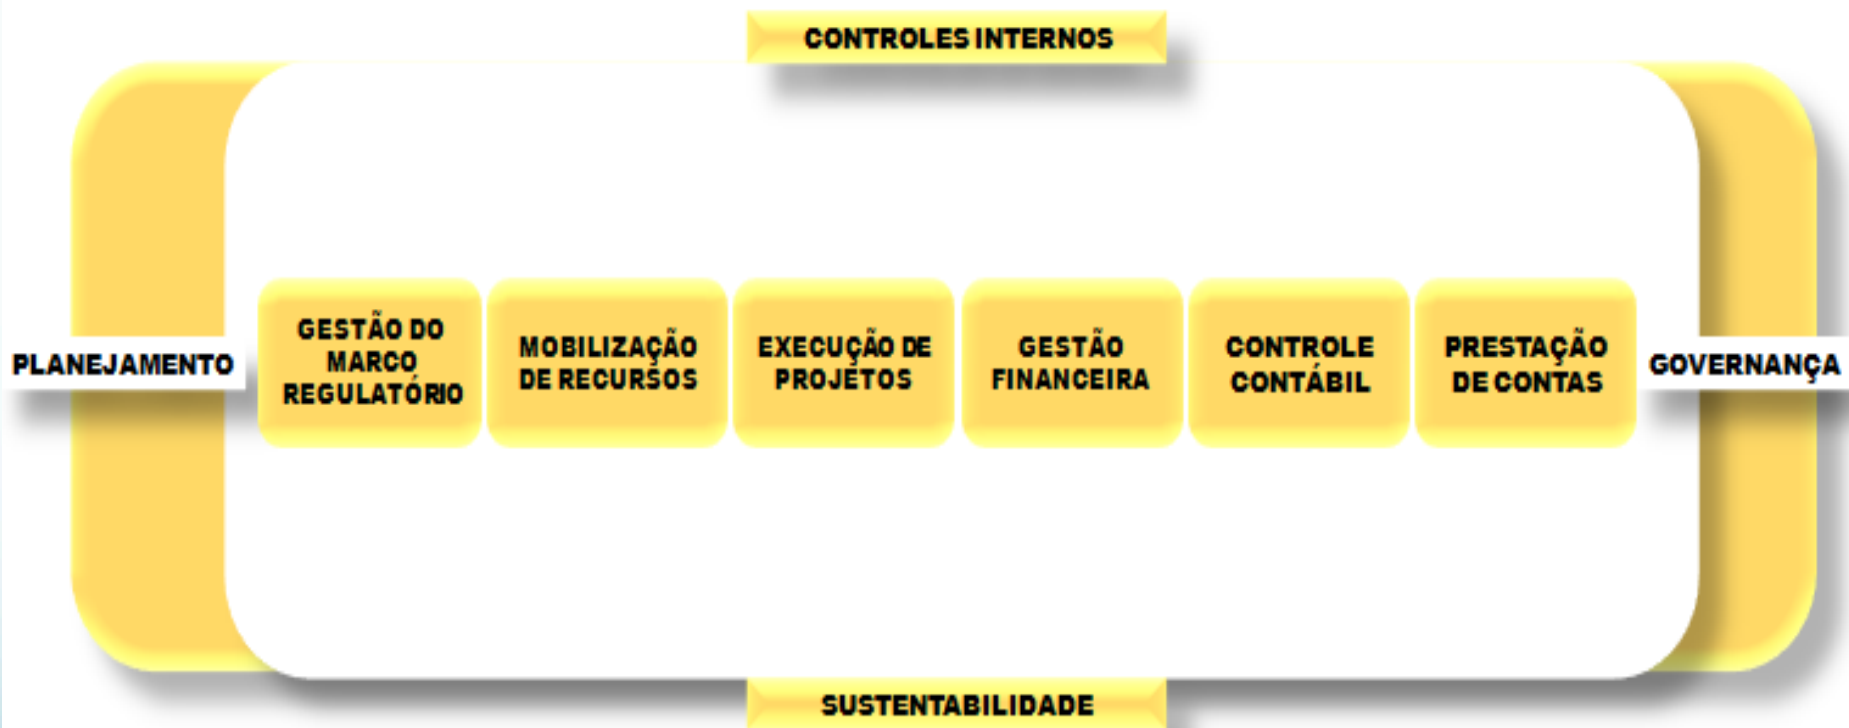 CONTROLES INTERNOS
PLANEJAMENTO
GESTÃO DO
MARCO
REGULATÓRIO
MOBILIZAÇÃO
DE RECURSOS
EXECUÇÃO DE
PROJETOS
GESTÃO
FINANCEIRA
CONTROLE
CONTÁBIL
PRESTAÇÃO
DE CONTAS
GOVERNANÇA
SUSTENTABILIDADE